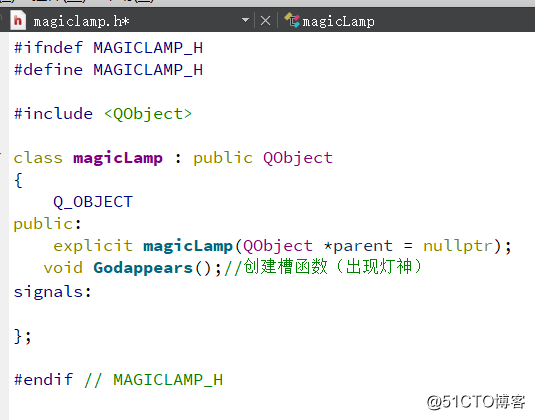 magiclamp.h*
magicLamp
#ifndef MAGICLAMP_H
#define MAGICLAMP_H
#include <QObject>
class magicLamp : public QObject
{
Q_OBJECT
public:
explicit magicLamp(QObject *parent = nullptr);
void Godappears();//创建槽函数（出现灯神）
signals:
};
#endif // MAGICLAMP_H
@51CTO博客